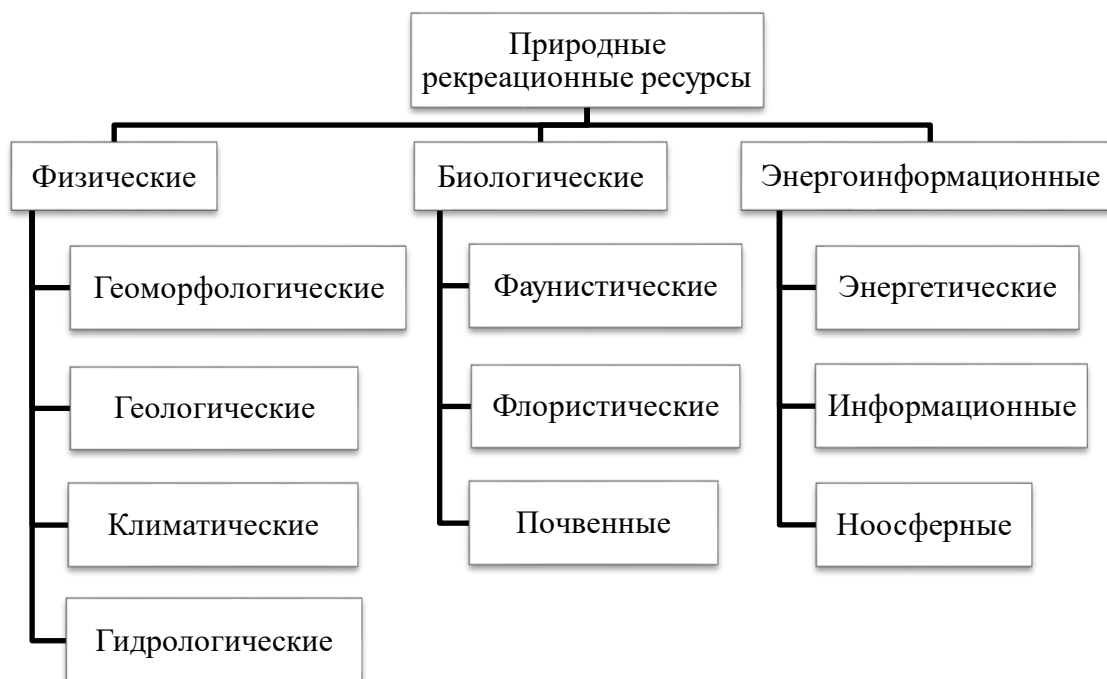 Природные
рекреационные ресурсы
Физические
Биологические
Энергоинформационные
Геоморфологические
Фаунистические
Энергетические
Геологические
Флористические
Информационные
Климатические
Почвенные
Ноосферные
Гидрологические